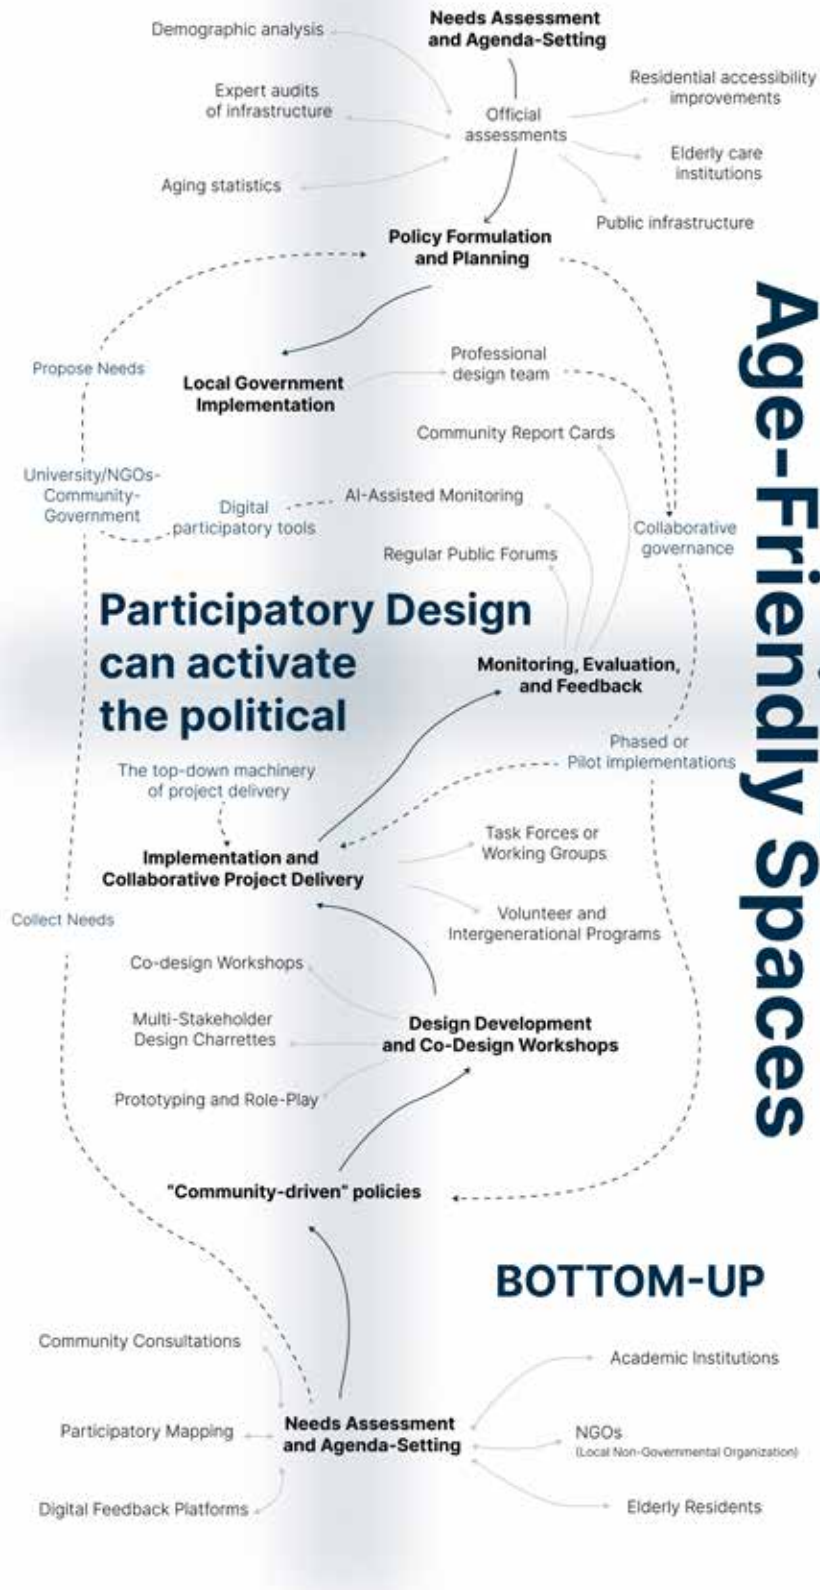 Needs Assessment
and Agenda-Setting
Demographic analysis
Expert audits
of infrastructure
Aging statistics
Official
assessments
Residential accessibility
improvements
Elderly care
institutions
Public infrastructure
Policy Formulation
and Planning
Propose Needs
Local Government
Implementation
Professional
design team
Community Report Cards
University/NGOs-
Community-
Government
Digital
participatory tools
AI-Assisted Monitoring
Regular Public Forums
Collaborative
governance
Age-Friendly Spaces
Participatory Design
can activate
the political
Monitoring, Evaluation,
and Feedback
The top-down machinery
of project delivery
Phased or
Pilot implementations
Implementation and
Collaborative Project Delivery
Task Forces or
Working Groups
Volunteer and
Intergenerational Programs
Collect Needs
Co-design Workshops
Multi-Stakeholder
Design Charrettes
Prototyping and Role-Play
Design Development
and Co-Design Workshops
"Community-driven" policies
BOTTOM-UP
Community Consultations
Participatory Mapping
Digital Feedback Platforms
Needs Assessment
and Agenda-Setting
Academic Institutions
NGOs
(Local Non-Governmental Organization)
Elderly Residents